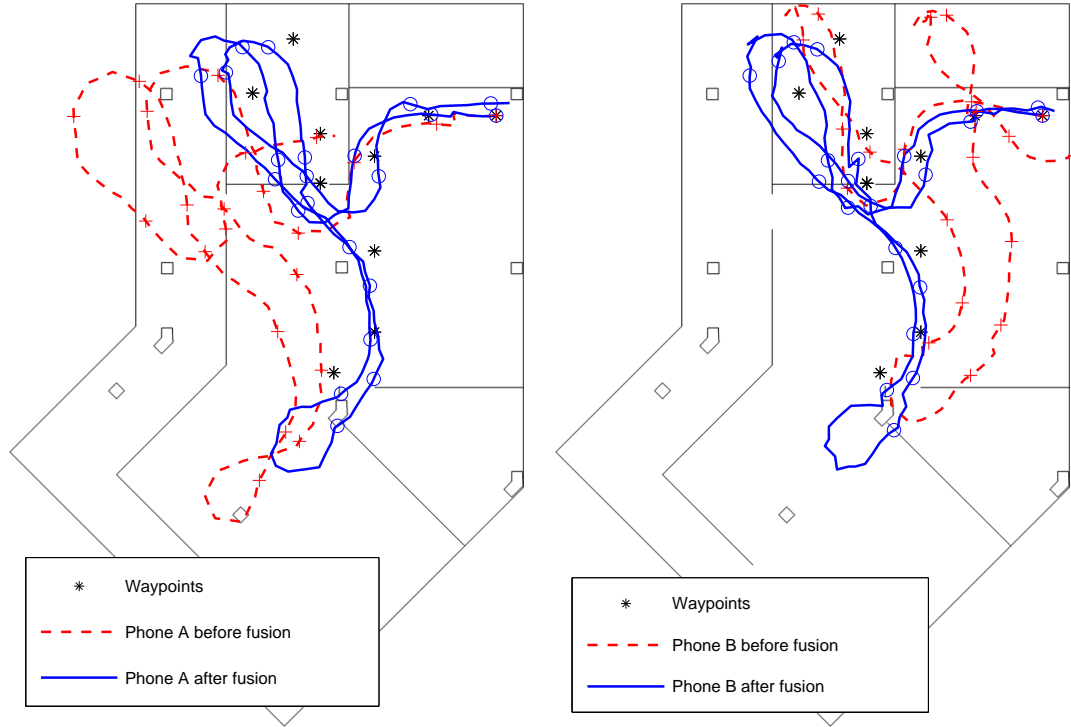 Waypoints
Phone A before fusion
Phone A after fusion
Waypoints
Phone B before fusion
Phone B after fusion